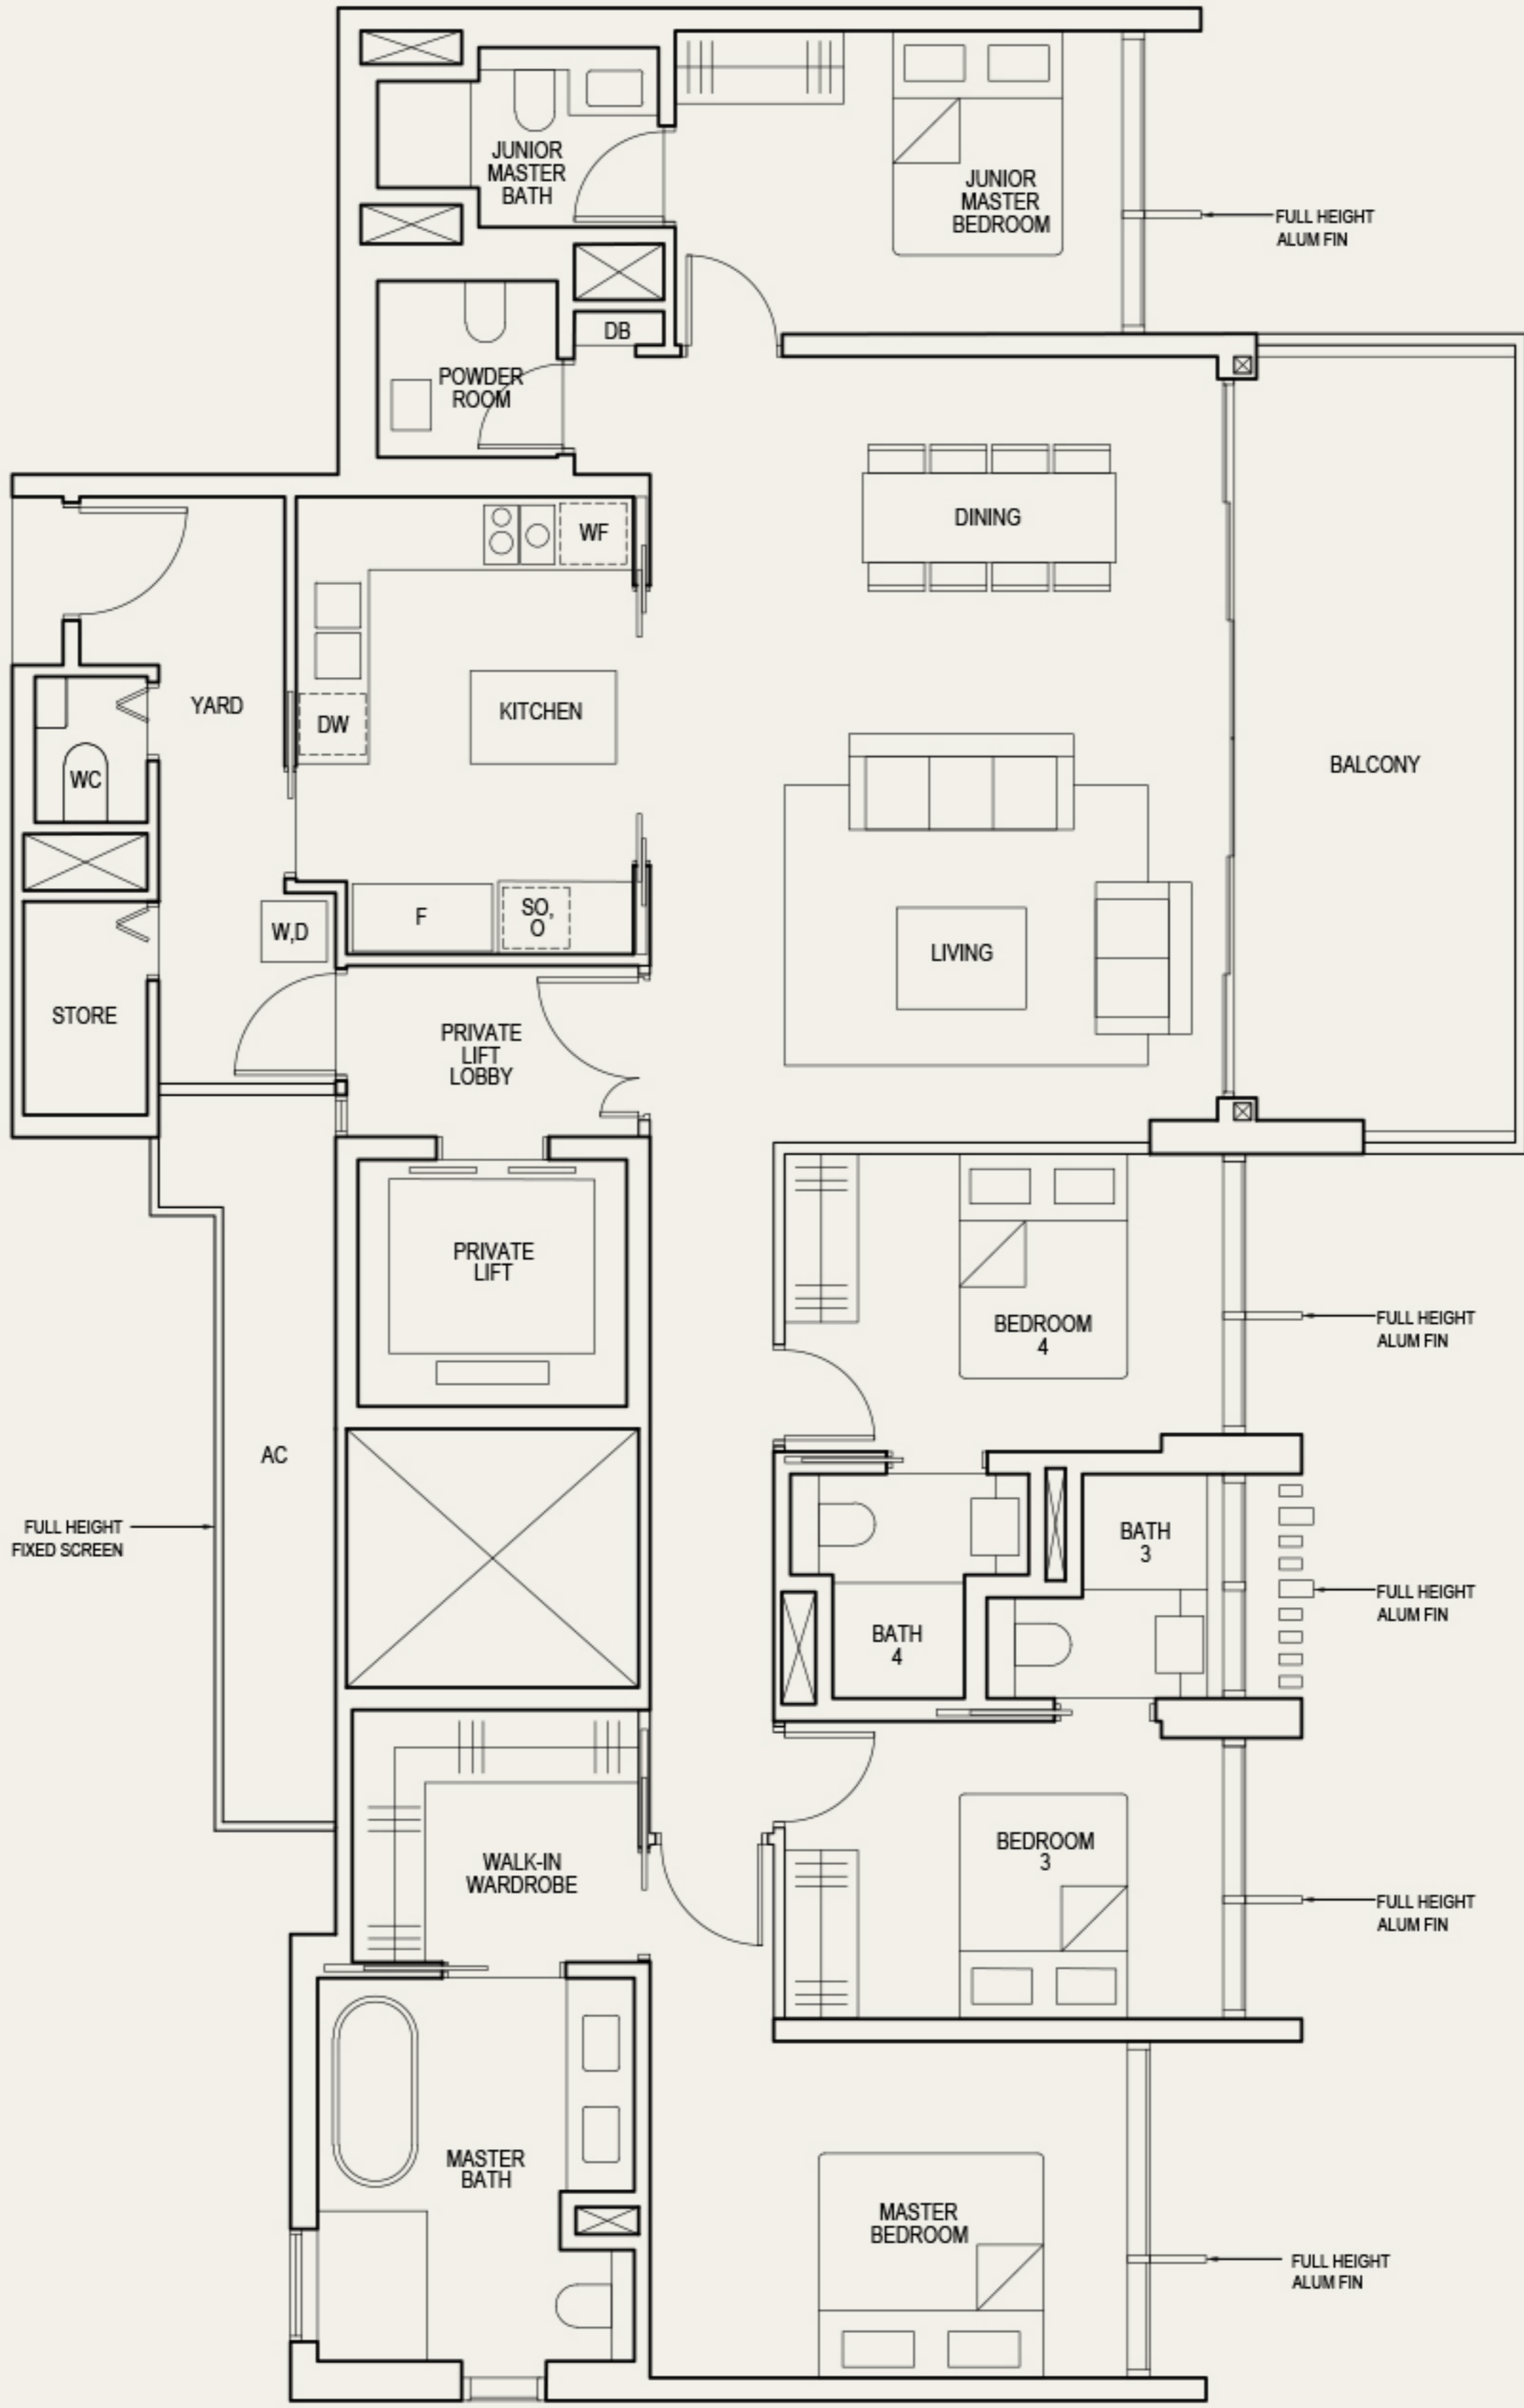 JUNIOR
MASTER
BATH
JUNIOR
MASTER
BEDROOM
FULL HEIGHT
ALUM FIN
DB
POWDER
ROOM
WF
DINING
YARD
DW
KITCHEN
WC
BALCONY
F
SO,
O
W,D
LIVING
STORE
PRIVATE
LIFT
LOBBY
PRIVATE
LIFT
BEDROOM
4
FULL HEIGHT
ALUM FIN
AC
FULL HEIGHT
FIXED SCREEN
BATH
3
FULL HEIGHT
ALUM FIN
BATH
4
BEDROOM
3
WALK-IN
WARDROBE
FULL HEIGHT
ALUM FIN
MASTER
BATH
MASTER
BEDROOM
FULL HEIGHT
ALUM FIN